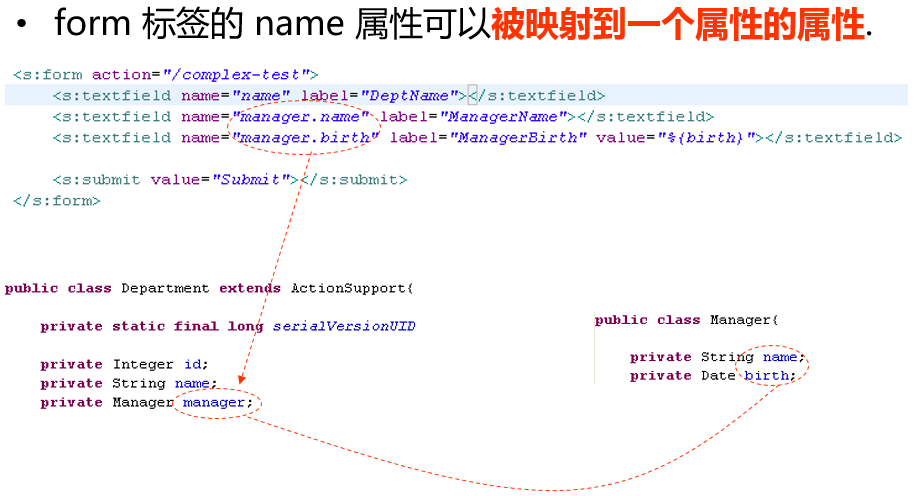 • form 标签的 name 属性可以被映射到一个属性的属性.
<s:form action="/complex-test">
<s:textfield name="name" label="DeptName"></s:textfield>
<s:textfield name="manager.name" label="ManagerName"></s:textfield>
<s:textfield name="manager.birth" label="ManagerBirth" value="${birth}"></s:textfield>
<s:submit value="Submit"></s:submit>
</s:form>
public class Department extends ActionSupport{
private static final long serialVersionUID
private Integer id;
private String name;
private Manager manager;
public class Manager{
private String name;
private Date birth;